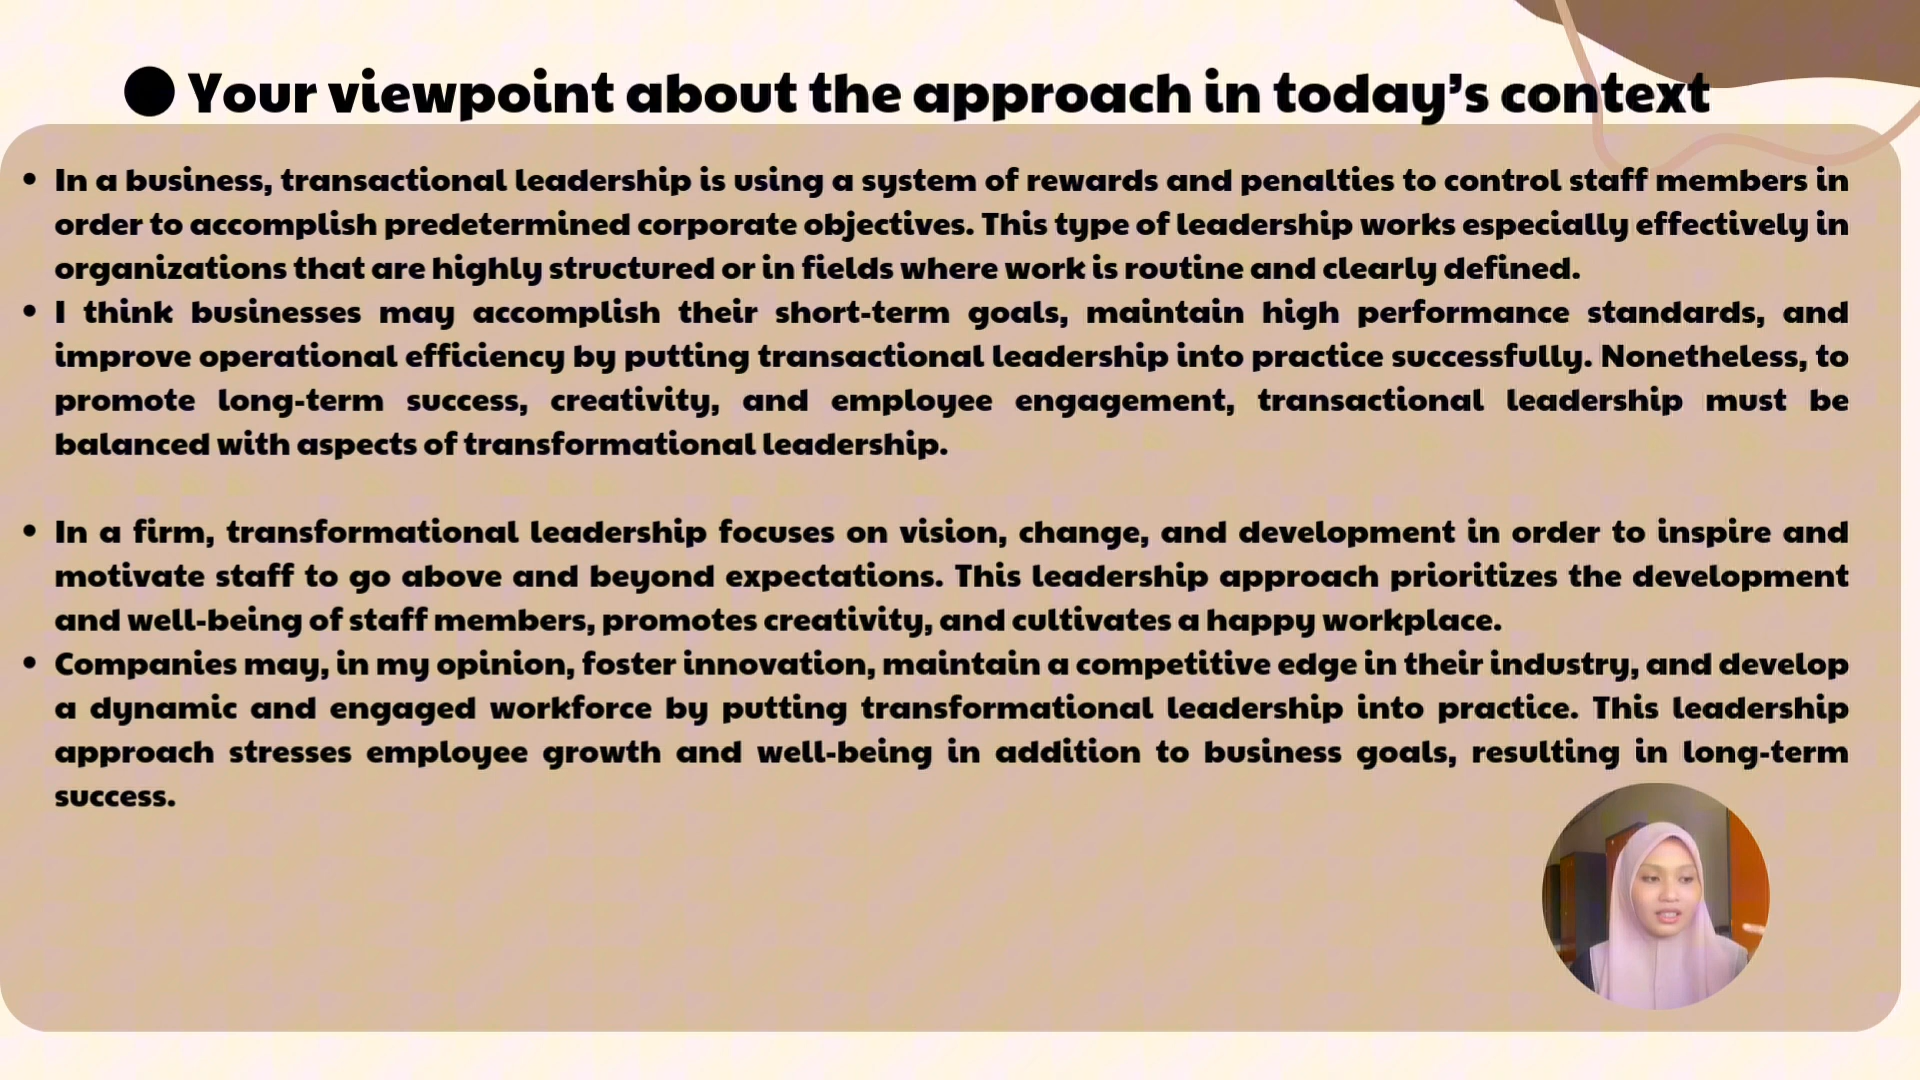 ● Your viewpoint about the approach in today's context
• In a business, transactional leadership is using a system of rewards and penalties to control staff members in
order to accomplish predetermined corporate objectives. This type of leadership works especially effectively in
organizations that are highly structured or in fields where work is routine and clearly defined.
• I think businesses may accomplish their short-term goals, maintain high performance standards, and
improve operational efficiency by putting transactional leadership into practice successfully. Nonetheless, to
promote long-term success, creativity, and employee engagement, transactional leadership must be
balanced with aspects of transformational leadership.
• In a firm, transformational leadership focuses on vision, change, and development in order to inspire and
motivate staff to go above and beyond expectations. This leadership approach prioritizes the development
and well-being of staff members, promotes creativity, and cultivates a happy workplace.
• Companies may, in my opinion, foster innovation, maintain a competitive edge in their industry, and develop
a dynamic and engaged workforce by putting transformational leadership into practice. This leadership
approach stresses employee growth and well-being in addition to business goals, resulting in long-term
success.